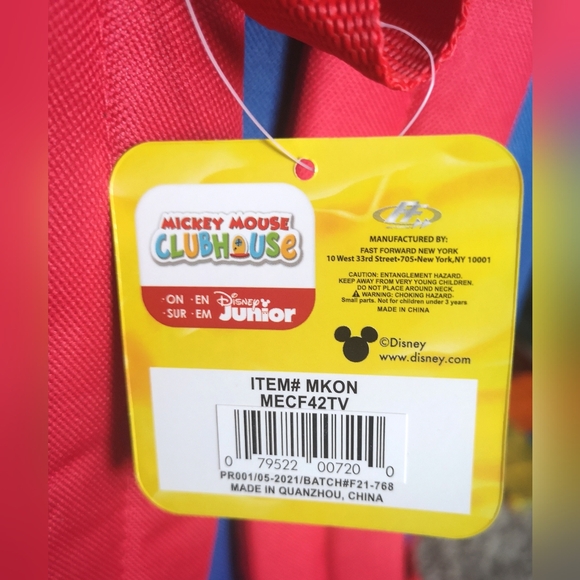 MICKEY MOUSE
CLUBHOUSE
·ON ·EN Disney
·SUR ·EM Junior
MANUFACTURED BY:
FAST FORWARD NEW YORK
10 West 33rd Street•705•New York,NY 10001
CAUTION: ENTANGLEMENT HAZARD.
KEEP AWAY FROM VERY YOUNG CHILDREN.
DO NOT PLACE AROUND NECK.
WARNING: CHOKING HAZARD-
Small parts. Not for children under 3 years
MADE IN CHINA
©Disney
www.disney.com
ITEM# MKON
MECF42TV
0 79522 00720 0
PR001/05-2021/BATCH#F21-768
MADE IN QUANZHOU, CHINA